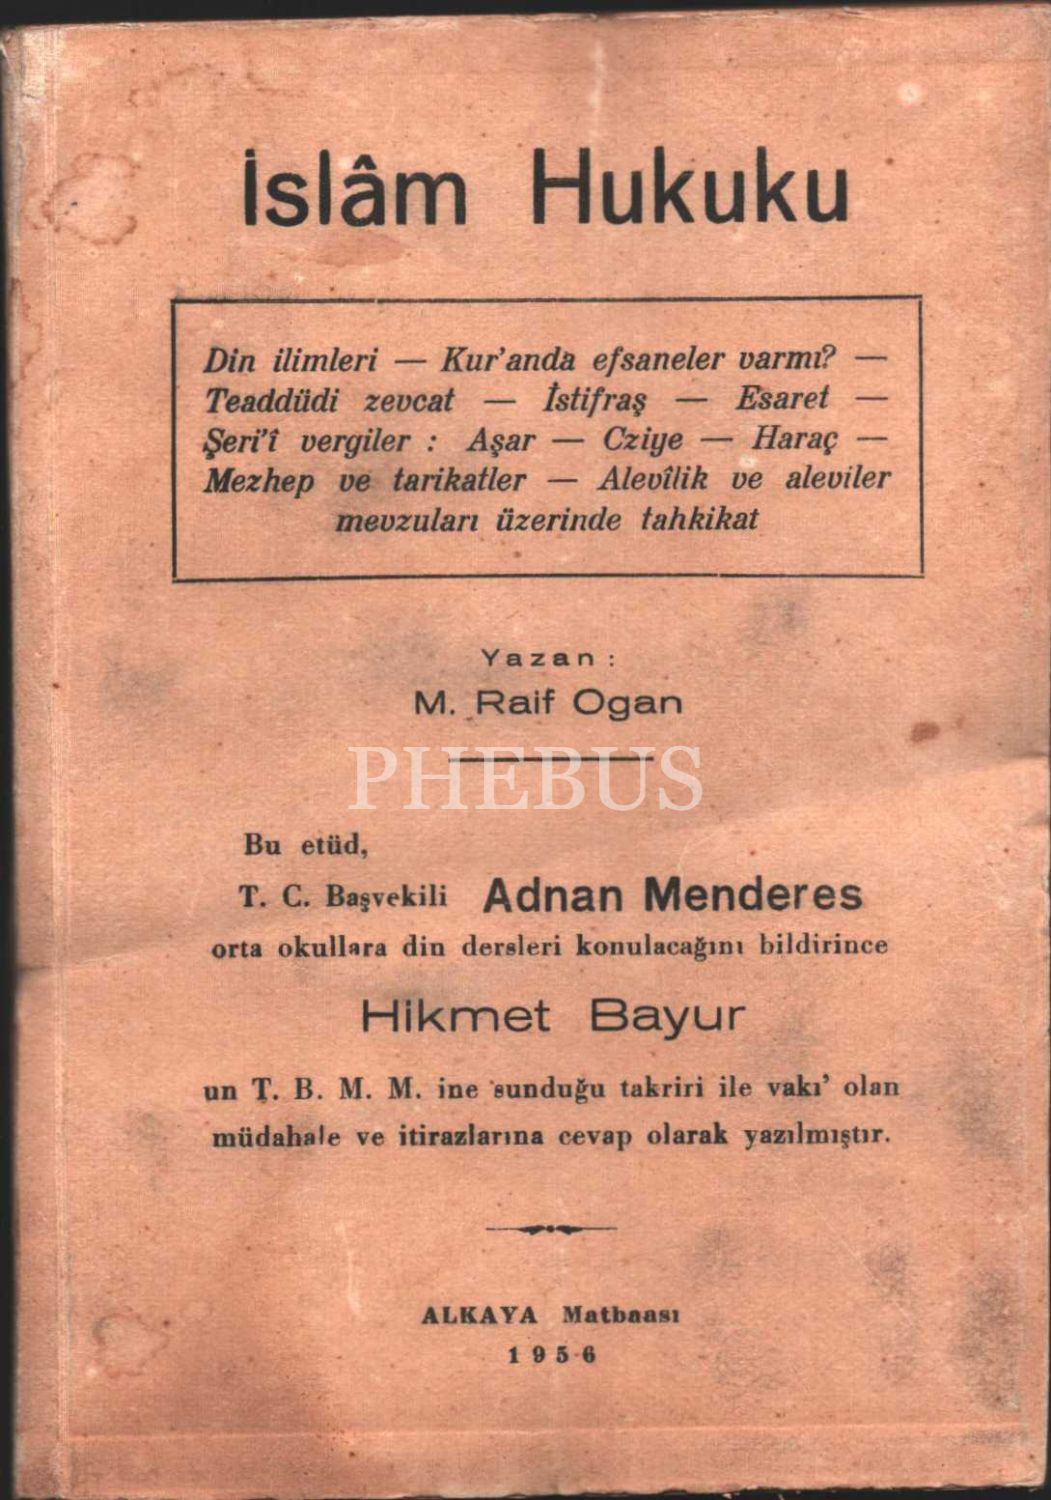 İslâm Hukuku
Din ilimleri — Kur'anda efsaneler varmı? —
Teaddüdi zevcat — İstifraş — Esaret —
Şeri'î vergiler : Aşar — Cziye — Haraç —
Mezhep ve tarikatler — Alevîlik ve aleviler
mevzuları üzerinde tahkikat
Yazan :
M. Raif Ogan
PHEBUS
Bu etüd,
T. C. Başvekili Adnan Menderes
orta okullara din dersleri konulacağını bildirince
Hikmet Bayur
un T. B. M. M. ine sunduğu takriri ile vakı' olan
müdahale ve itirazlarına cevap olarak yazılmıştır.
ALKAYA Matbaası
1956